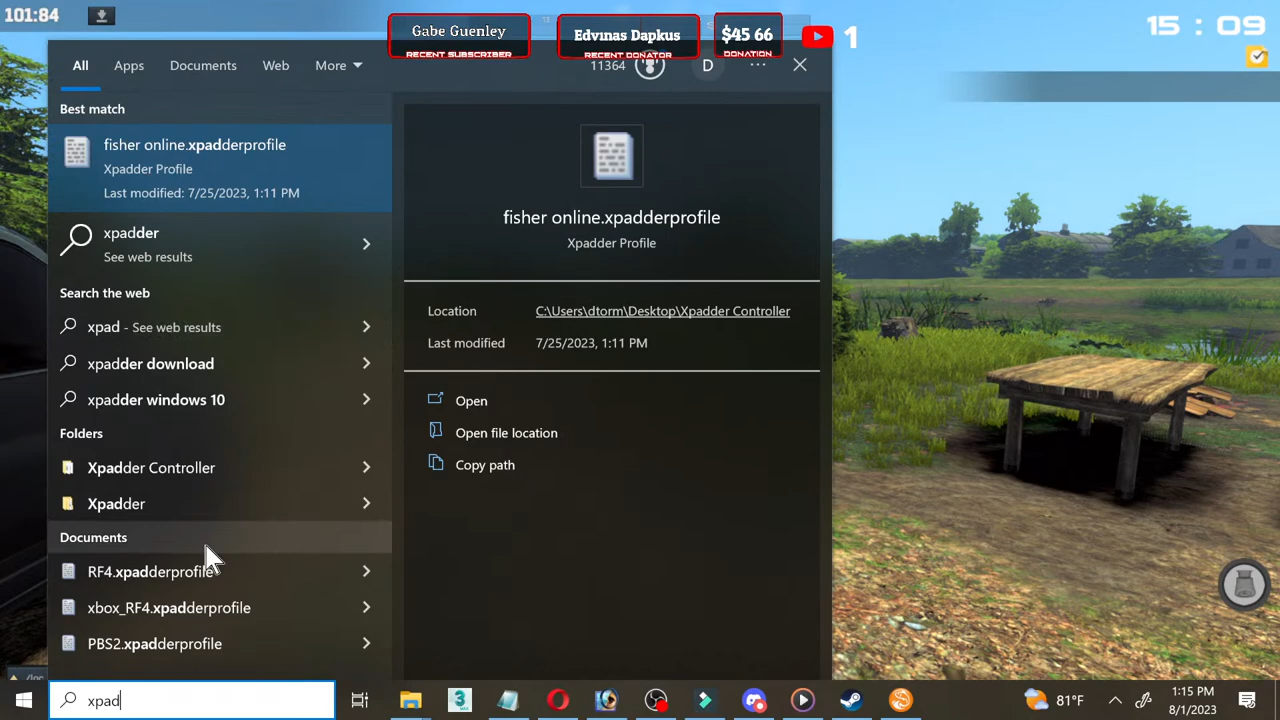 101:84
Gabe Guenley
RECENT SUBSCRIBER
Edvinas Dapkus
RECENT DONATOR
$45 66
DONATION
1
15 : 09
All
Apps
Documents
Web
More
11364
D
Best match
fisher online.xpadderprofile
Xpadder Profile
Last modified: 7/25/2023, 1:11 PM
xpadder
See web results
Search the web
xpad - See web results
xpadder download
xpadder windows 10
Folders
Xpadder Controller
Xpadder
Documents
RF4.xpadderprofile
xbox_RF4.xpadderprofile
PBS2.xpadderprofile
fisher online.xpadderprofile
Xpadder Profile
Location
C:\Users\dtorm\Desktop\Xpadder Controller
Last modified
7/25/2023, 1:11 PM
Open
Open file location
Copy path
xpad
3
81°F
1:15 PM
8/1/2023